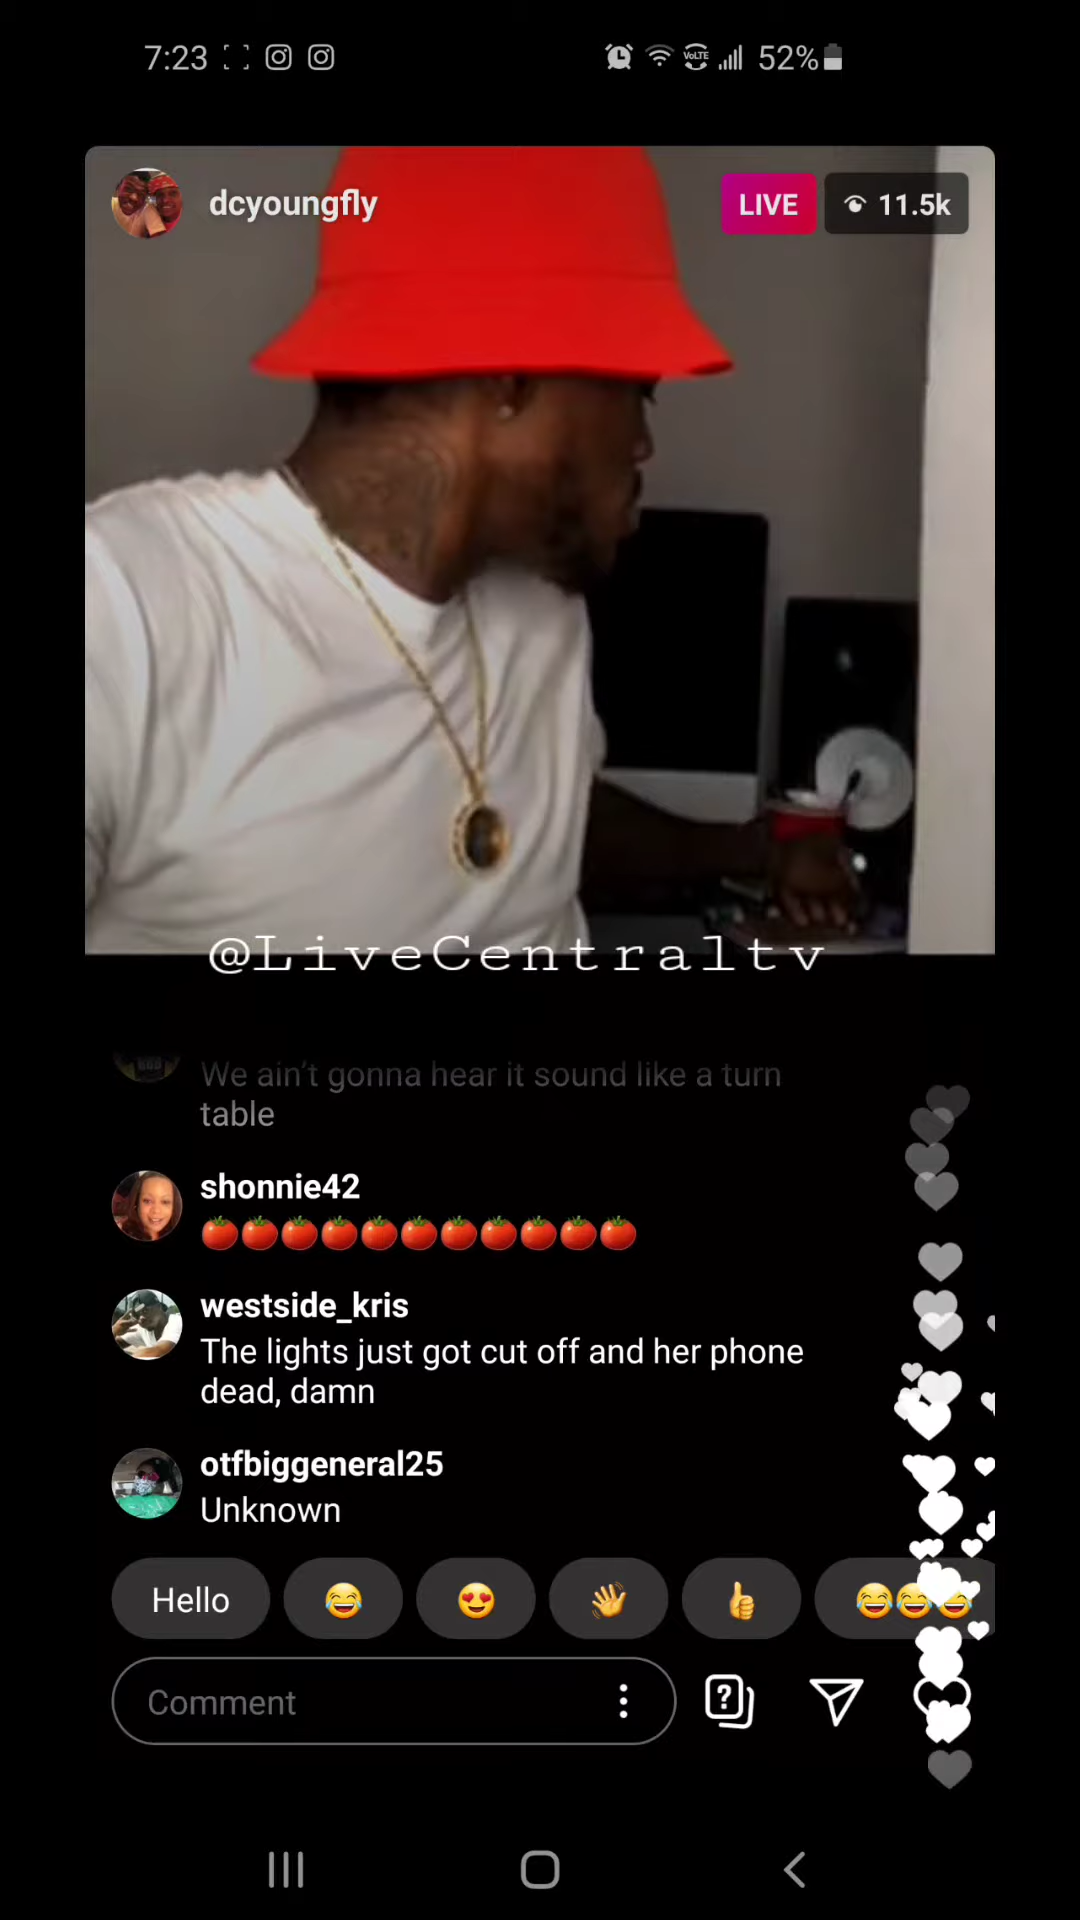 7:23
VoLTE
52%
dcyoungfly
LIVE
11.5k
@LiveCentraltv
We ain't gonna hear it sound like a turn
table
shonnie42
🍅🍅🍅🍅🍅🍅🍅🍅🍅🍅🍅
westside_kris
The lights just got cut off and her phone
dead, damn
otfbiggeneral25
Unknown
Hello 😂 😍 👋 👍 😂😂😂
Comment